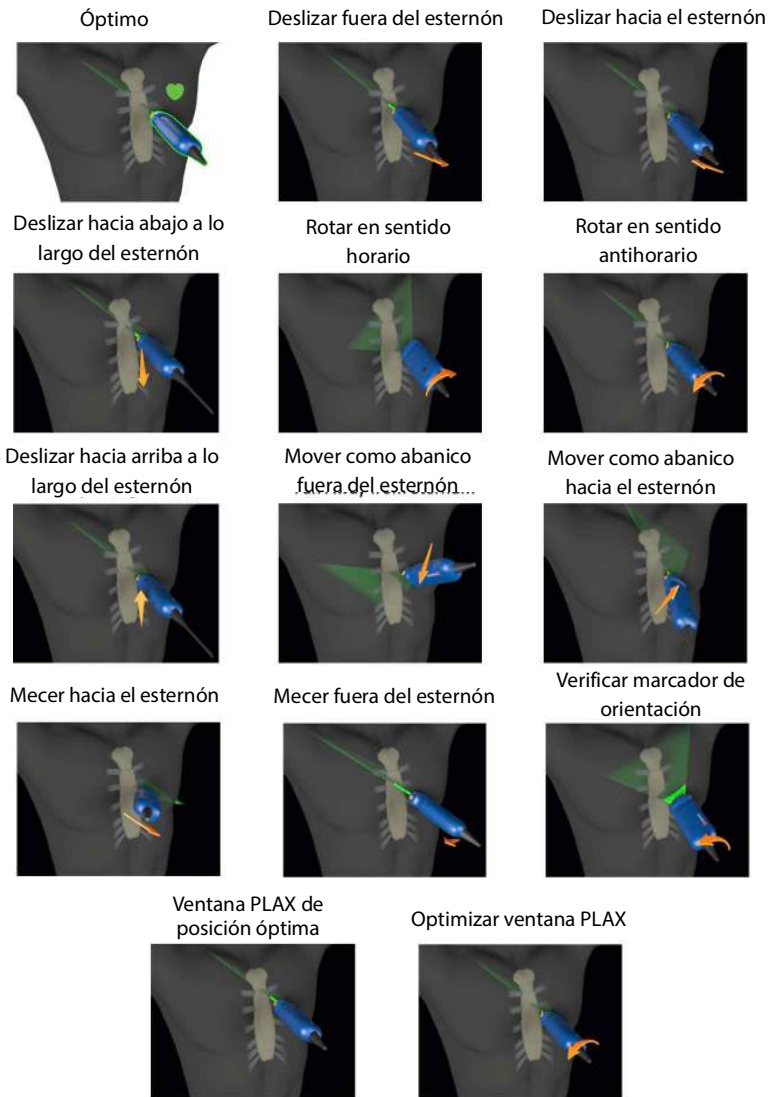 Óptimo
Deslizar fuera del esternón
Deslizar hacia el esternón
Deslizar hacia abajo a lo
largo del esternón
Rotar en sentido
horario
Rotar en sentido
antihorario
Deslizar hacia arriba a lo
largo del esternón
Mover como abanico
fuera del esternón
Mover como abanico
hacia el esternón
Mecer hacia el esternón
Mecer fuera del esternón
Verificar marcador de
orientación
Ventana PLAX de
posición óptima
Optimizar ventana PLAX